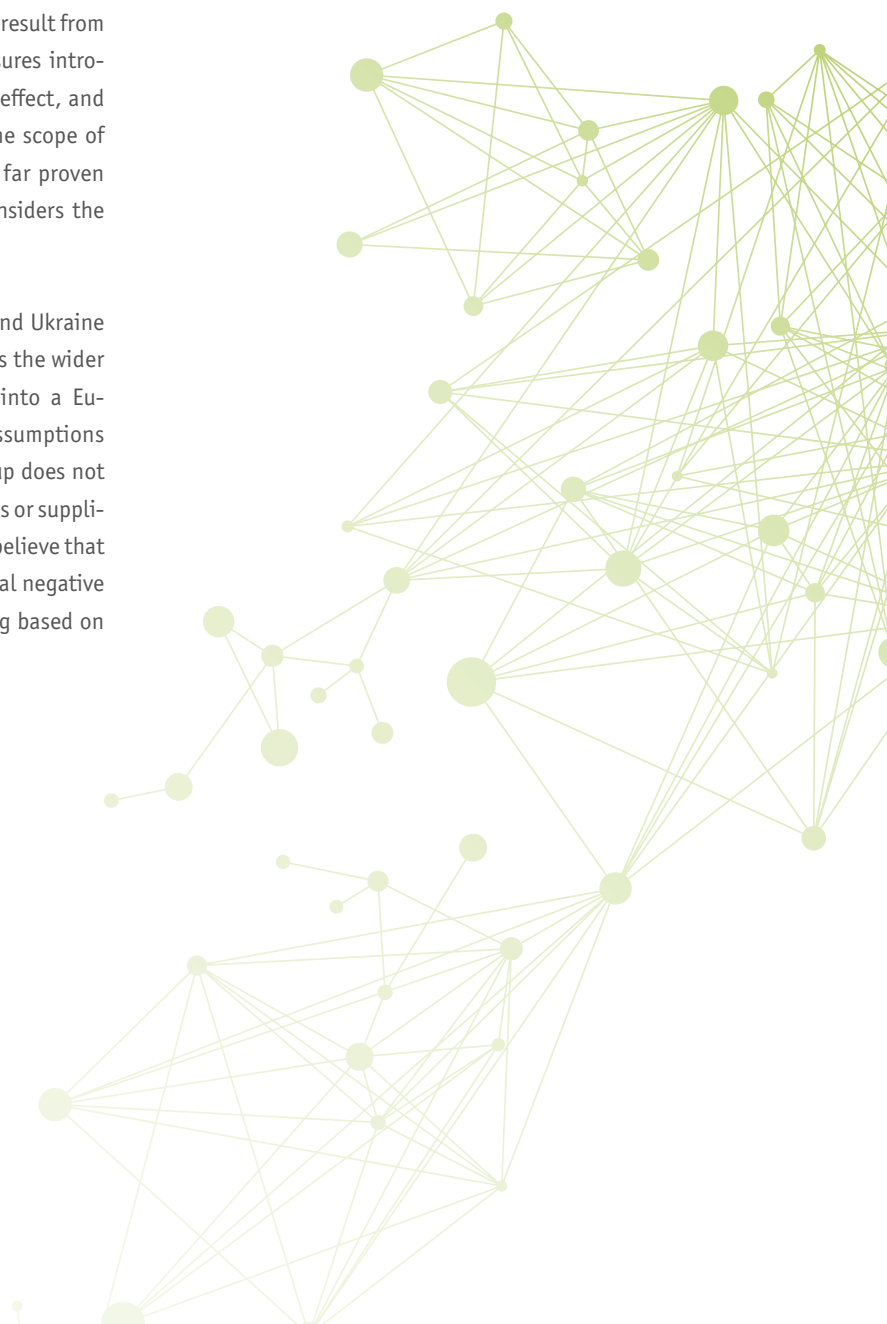 result from
sures intro-
effect, and
he scope of
far proven
nsiders the
nd Ukraine
s the wider
into a Eu-
ssumptions
up does not
s or suppli-
believe that
al negative
g based on